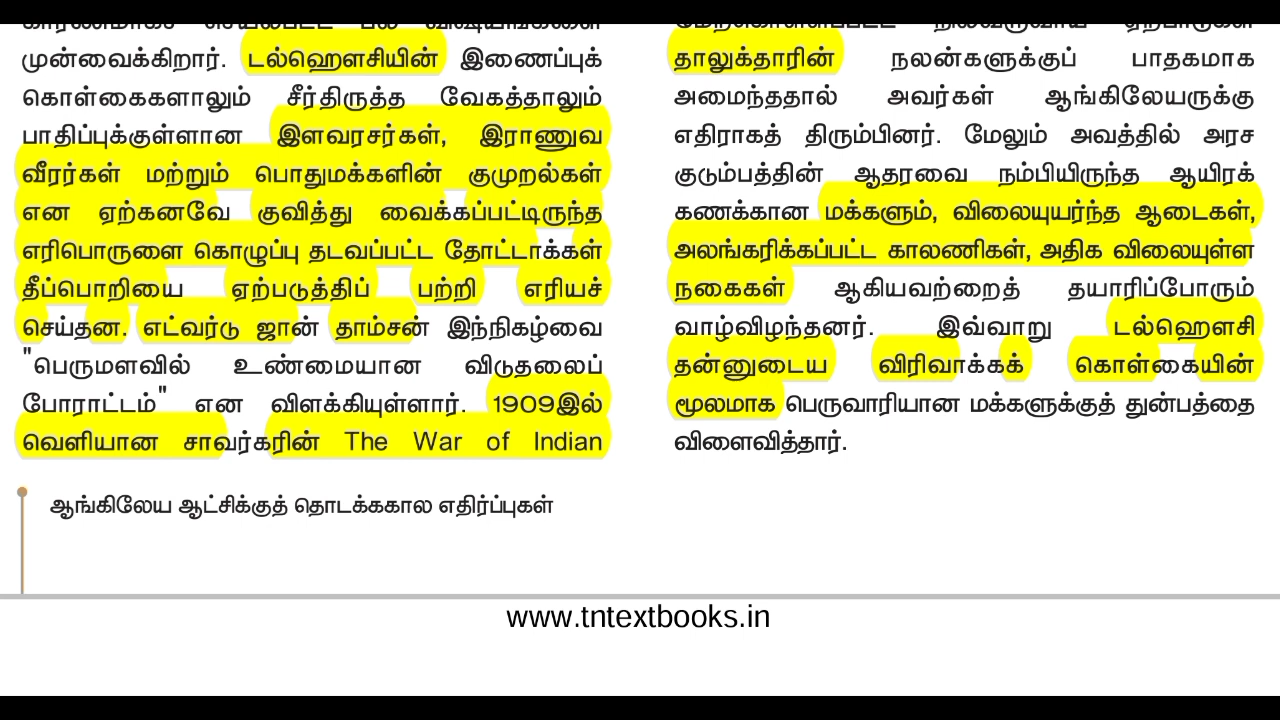 முன்வைக்கிறார். டல்ஹௌசியின் இணைப்புக்
கொள்கைகளாலும் சீர்திருத்த வேகத்தாலும்
பாதிப்புக்குள்ளான இளவரசர்கள், இராணுவ
வீரர்கள் மற்றும் பொதுமக்களின் குமுறல்கள்
என ஏற்கனவே குவித்து வைக்கப்பட்டிருந்த
எரிபொருளை கொழுப்பு தடவப்பட்ட தோட்டாக்கள்
தீப்பொறியை ஏற்படுத்திப் பற்றி எரியச்
செய்தன. எட்வர்டு ஜான் தாம்சன் இந்நிகழ்வை
"பெருமளவில் உண்மையான விடுதலைப்
போராட்டம்" என விளக்கியுள்ளார். 1909இல்
வெளியான சாவர்கரின் The War of Indian
தாலுக்தாரின் நலன்களுக்குப் பாதகமாக
அமைந்ததால் அவர்கள் ஆங்கிலேயருக்கு
எதிராகத் திரும்பினர். மேலும் அவத்தில் அரச
குடும்பத்தின் ஆதரவை நம்பியிருந்த ஆயிரக்
கணக்கான மக்களும், விலையுயர்ந்த ஆடைகள்,
அலங்கரிக்கப்பட்ட காலணிகள், அதிக விலையுள்ள
நகைகள் ஆகியவற்றைத் தயாரிப்போரும்
வாழ்விழந்தனர். இவ்வாறு டல்ஹௌசி
தன்னுடைய விரிவாக்கக் கொள்கையின்
மூலமாக பெருவாரியான மக்களுக்குத் துன்பத்தை
விளைவித்தார்.
ஆங்கிலேய ஆட்சிக்குத் தொடக்ககால எதிர்ப்புகள்
www.tntextbooks.in